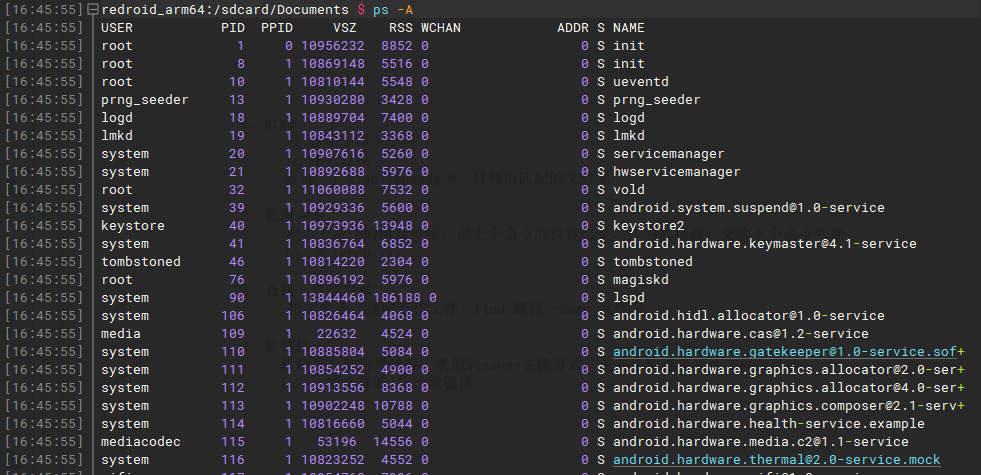 [16:45:55] redroid_arm64:/sdcard/Documents $ ps -A
[16:45:55] USER PID PPID VSZ RSS WCHAN ADDR S NAME
[16:45:55] root 1 0 10956232 8852 0 0 S init
[16:45:55] root 8 1 10869148 5516 0 0 S init
[16:45:55] root 10 1 10810144 5548 0 0 S ueventd
[16:45:55] prng_seeder 13 1 10930280 3428 0 0 S prng_seeder
[16:45:55] logd 18 1 10889704 7400 0 0 S logd
[16:45:55] lmkd 19 1 10843112 3368 0 0 S lmkd
[16:45:55] system 20 1 10907616 5260 0 0 S servicemanager
[16:45:55] system 21 1 10892688 5976 0 0 S hwservicemanager
[16:45:55] root 32 1 11060088 7532 0 0 S vold
[16:45:55] system 39 1 10929336 5600 0 0 S android.system.suspend@1.0-service
[16:45:55] keystore 40 1 10973936 10948 0 0 S keystore2
[16:45:55] system 41 1 10836764 6852 0 0 S android.hardware.keymaster@4.1-service
[16:45:55] tombstoned 46 1 10814220 2304 0 0 S tombstoned
[16:45:55] root 76 1 10896192 5976 0 0 S magiskd
[16:45:55] system 90 1 13844460 186188 0 0 S lspd
[16:45:55] system 106 1 10826464 4068 0 0 S android.hidl.allocator@1.0-service
[16:45:55] media 109 1 22632 4524 0 0 S android.hardware.cas@1.2-service
[16:45:55] system 110 1 10885804 5084 0 0 S android.hardware.gatekeeper@1.0-service.sof+
[16:45:55] system 111 1 10854252 4900 0 0 S android.hardware.graphics.allocator@2.0-ser+
[16:45:55] system 112 1 10913556 8368 0 0 S android.hardware.graphics.allocator@4.0-ser+
[16:45:55] system 113 1 10902248 10788 0 0 S android.hardware.graphics.composer@2.1-serv+
[16:45:55] system 114 1 10816660 5044 0 0 S android.hardware.health-service.example
[16:45:55] mediacodec 115 1 53196 14556 0 0 S android.hardware.media.c2@1.1-service
[16:45:55] system 116 1 10823252 4552 0 0 S android.hardware.thermal@2.0-service.mock